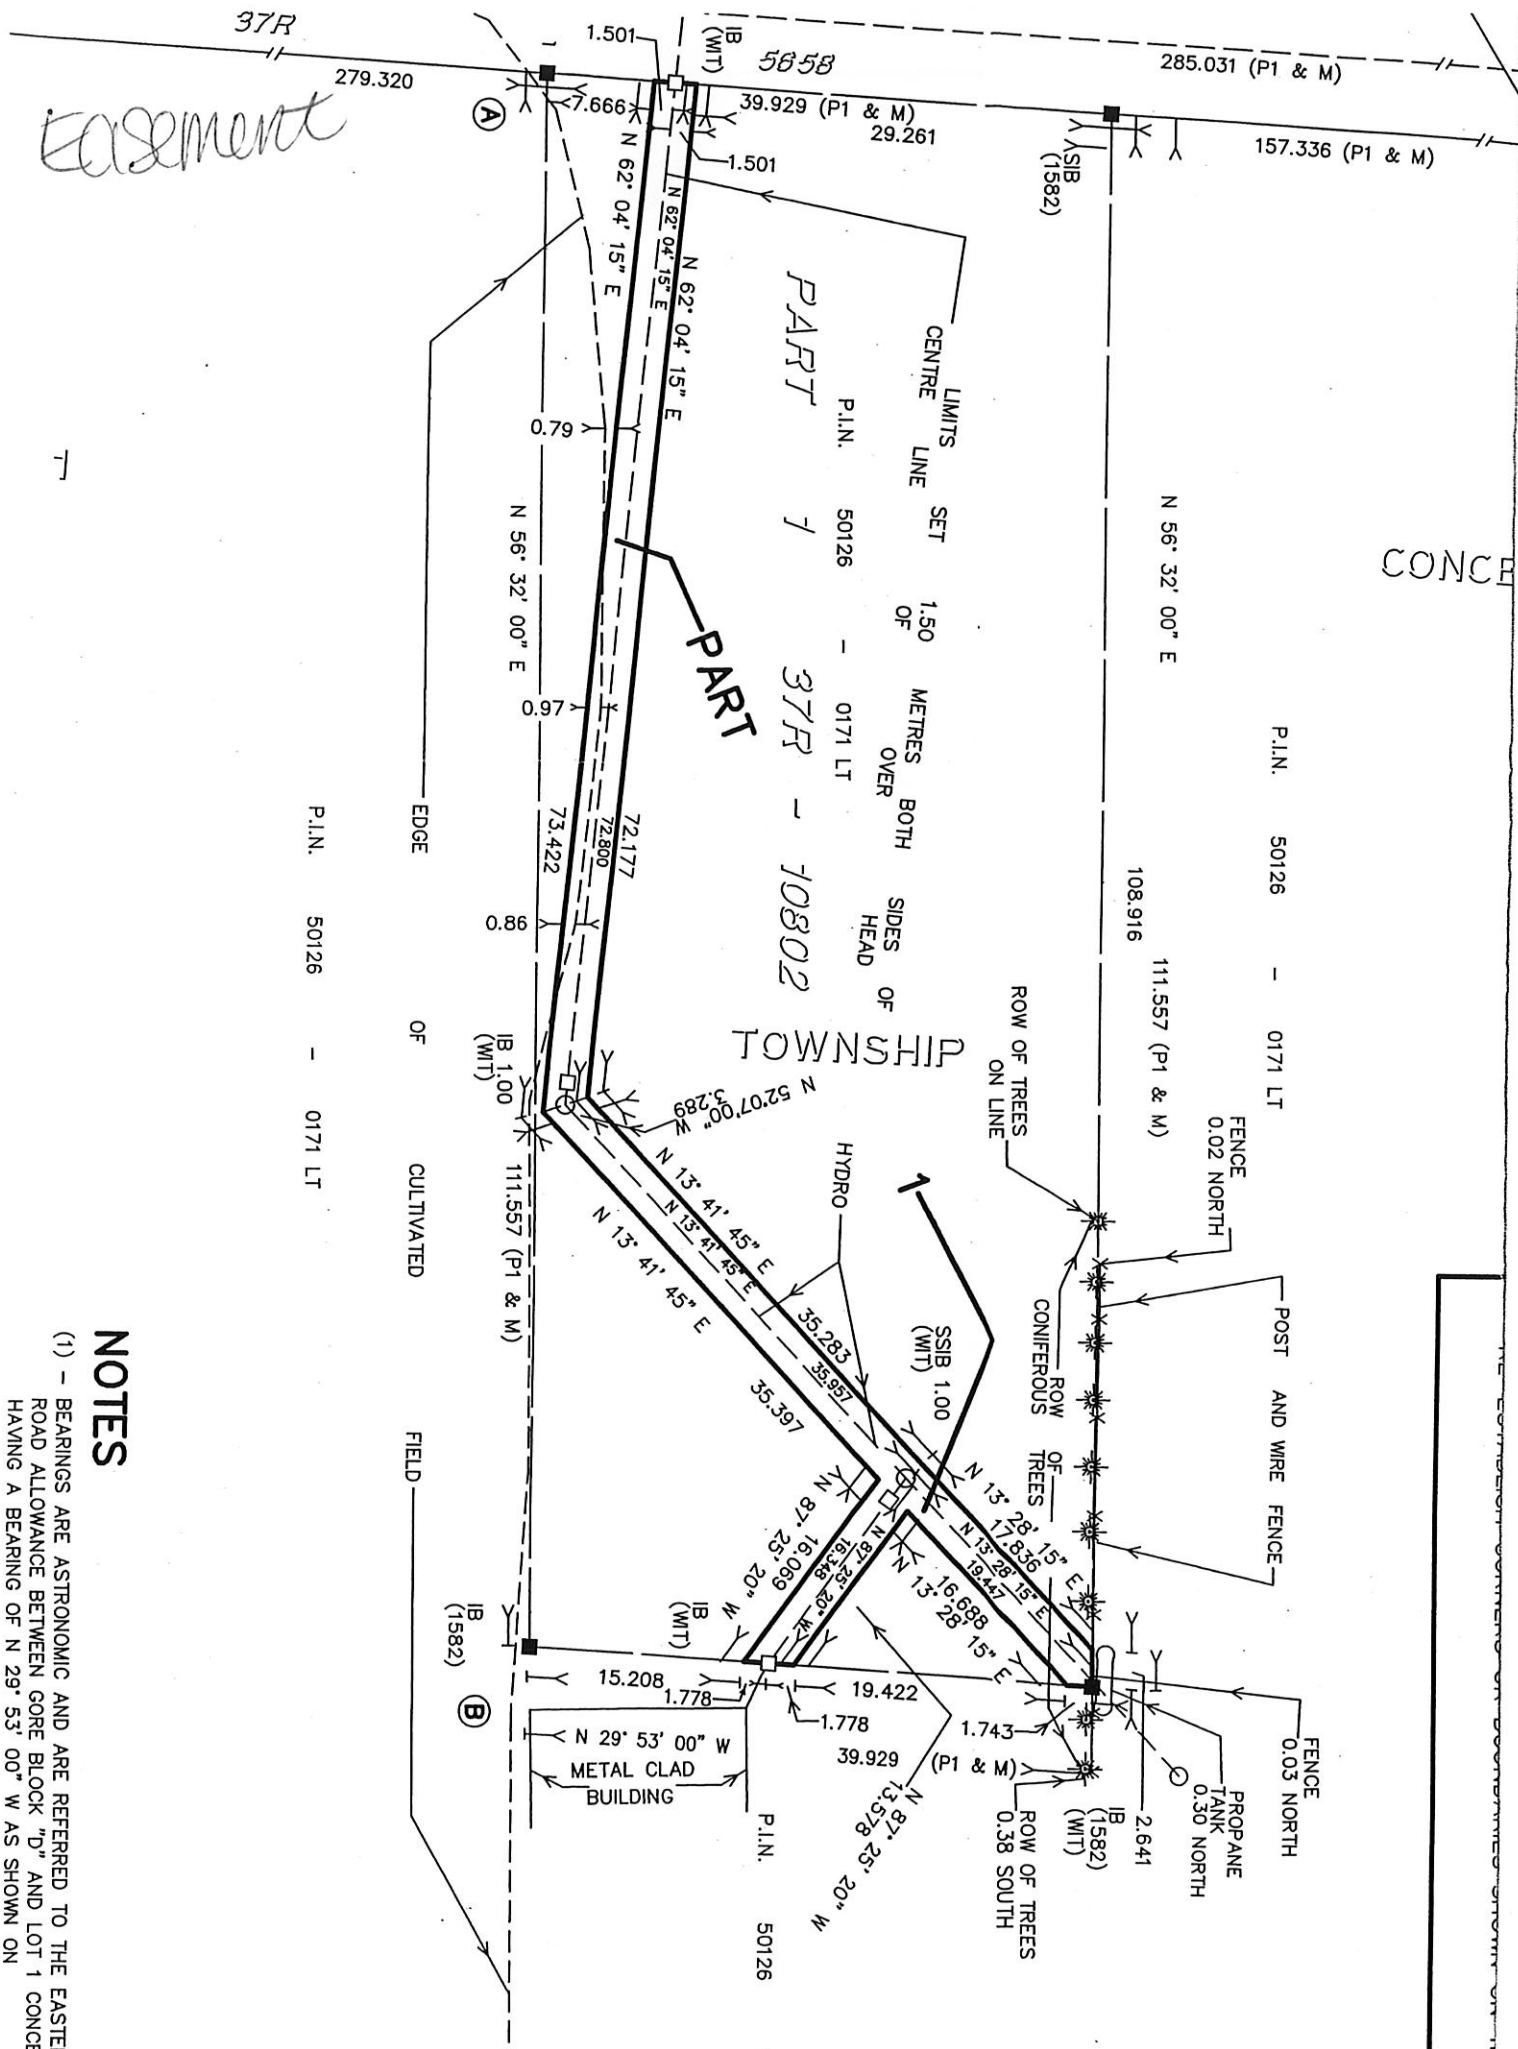 37R
279.320
Easement
1.501
IB
(WIT)
5658
285.031 (P1 & M)
7.666
39.929 (P1 & M)
29.261
157.336 (P1 & M)
A
1.501
SIB
(1582)
N 62° 04' 15" E
N 62° 04' 15" E
N 62° 04' 15" E
LIMITS SET 1.50 METRES BOTH SIDES OF
CENTRE LINE OF OVER HEAD
HYDRO
P.I.N. 50126 - 0171 LT
PART 1 37R - 10802
CONCE
N 56° 32' 00" E
P.I.N. 50126 - 0171 LT
108.916
111.557 (P1 & M)
0.79
N 56° 32' 00" E
0.97
0.86
PART
1
72.177
72.800
73.422
TOWNSHIP
ROW OF TREES
ON LINE
FENCE
0.02 NORTH
POST AND WIRE FENCE
ROW OF
CONIFEROUS TREES
IB 1.00
(WIT)
N 52°07'00" W
3.289
N 13° 41' 45" E
N 13° 41' 45" E
N 13° 41' 45" E
35.283
35.957
35.397
111.557 (P1 & M)
EDGE OF CULTIVATED FIELD
P.I.N. 50126 - 0171 LT
SSIB 1.00
(WIT)
N 13° 28' 15" E
17.836
N 13° 28' 15" E
19.447
16.688
N 13° 28' 15" E
N 87° 25' 20" W
16.069
N 87° 25' 20" W
16.348
N 87° 25' 20" W
13.578
IB
(WIT)
IB
(1582)
B
15.208
1.778
1.778
19.422
1.743
39.929 (P1 & M)
N 29° 53' 00" W
METAL CLAD
BUILDING
P.I.N. 50126
ROW OF TREES
0.38 SOUTH
IB
(1582)
(WIT)
2.641
PROPANE
TANK
0.30 NORTH
FENCE
0.03 NORTH
NOTES
(1) - BEARINGS ARE ASTRONOMIC AND ARE REFERRED TO THE EASTE
ROAD ALLOWANCE BETWEEN GORE BLOCK "D" AND LOT 1 CONCE
HAVING A BEARING OF N 29° 53' 00" W AS SHOWN ON